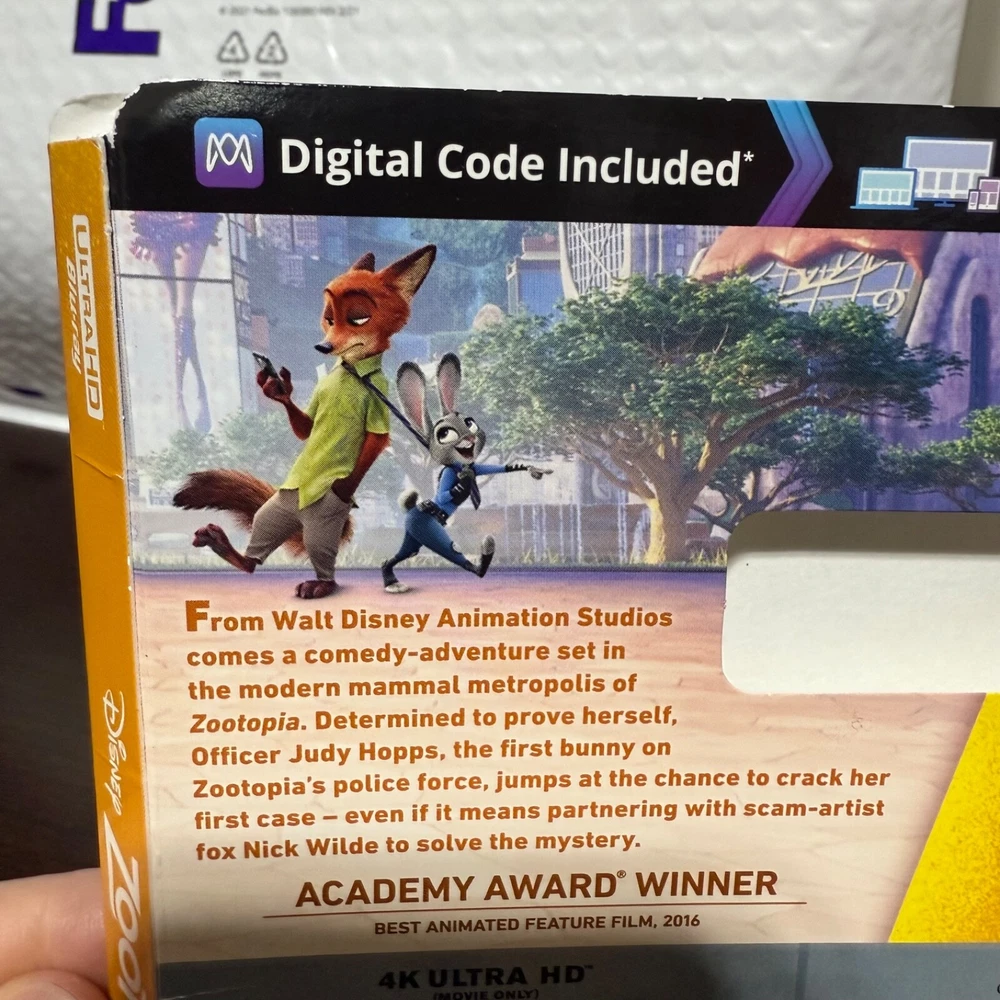 Digital Code Included*
ULTRA HD
Blu-ray
From Walt Disney Animation Studios
comes a comedy-adventure set in
the modern mammal metropolis of
Zootopia. Determined to prove herself,
Officer Judy Hopps, the first bunny on
Zootopia's police force, jumps at the chance to crack her
first case – even if it means partnering with scam-artist
fox Nick Wilde to solve the mystery.
Disney
ACADEMY AWARD® WINNER
BEST ANIMATED FEATURE FILM, 2016
4K ULTRA HD™
(MOVIE ONLY)